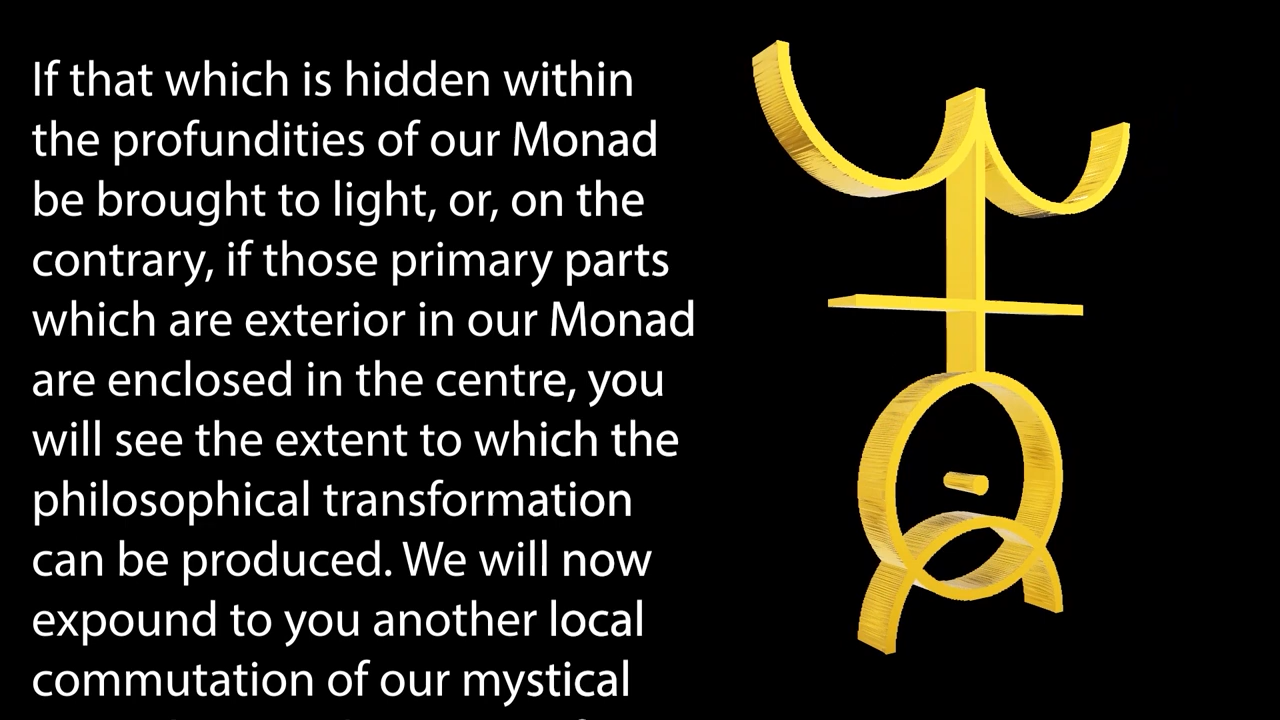 If that which is hidden within
the profundities of our Monad
be brought to light, or, on the
contrary, if those primary parts
which are exterior in our Monad
are enclosed in the centre, you
will see the extent to which the
philosophical transformation
can be produced. We will now
expound to you another local
commutation of our mystical